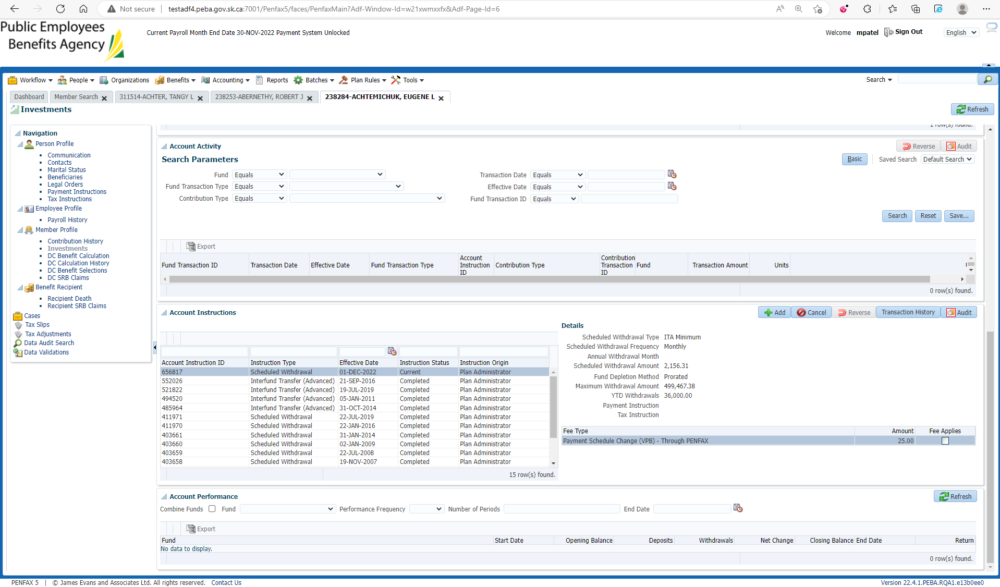 Not secure | testadf4.peba.gov.sk.ca:7001/Penfax5/faces/PenfaxMain?Adf-Window-Id=w21xwmxxfx&Adf-Page-Id=6
Public Employees
Benefits Agency
Current Payroll Month End Date 30-NOV-2022 Payment System Unlocked
Welcome mpatel Sign Out English
Workflow People Organizations Benefits Accounting Reports Batches Plan Rules Tools Search
Dashboard Member Search 311514-ACHTER, TANGY L 238253-ABERNETHY, ROBERT J 238284-ACHTEMICHUK, EUGENE L
Investments Refresh
Navigation
Person Profile
Communication
Contacts
Marital Status
Beneficiaries
Legal Orders
Payment Instructions
Tax Instructions
Employee Profile
Payroll History
Member Profile
Contribution History
Investments
DC Benefit Calculation
DC Calculation History
DC Benefit Selections
DC SRB Claims
Benefit Recipient
Recipient Death
Recipient SRB Claims
Cases
Tax Slips
Tax Adjustments
Data Audit Search
Data Validations
1 row(s) found.
Account Activity Reverse Audit
Search Parameters Basic Saved Search Default Search
Fund Equals Transaction Date Equals
Fund Transaction Type Equals Effective Date Equals
Contribution Type Equals Fund Transaction ID Equals
Search Reset Save...
Export
Fund Transaction ID Transaction Date Effective Date Fund Transaction Type Account Instruction ID Contribution Type Contribution Transaction ID Fund Transaction Amount Units
0 row(s) found.
Account Instructions Add Cancel Reverse Transaction History Audit
Account Instruction ID Instruction Type Effective Date Instruction Status Instruction Origin
656817 Scheduled Withdrawal 01-DEC-2022 Current Plan Administrator
552026 Interfund Transfer (Advanced) 21-SEP-2016 Completed Plan Administrator
521822 Interfund Transfer (Advanced) 19-JUL-2019 Completed Plan Administrator
494520 Interfund Transfer (Advanced) 05-JAN-2011 Completed Plan Administrator
485964 Interfund Transfer (Advanced) 31-OCT-2014 Completed Plan Administrator
411971 Scheduled Withdrawal 22-JUL-2019 Completed Plan Administrator
411970 Scheduled Withdrawal 22-JAN-2016 Completed Plan Administrator
403661 Scheduled Withdrawal 31-JAN-2014 Completed Plan Administrator
403660 Scheduled Withdrawal 02-JAN-2009 Completed Plan Administrator
403659 Scheduled Withdrawal 22-JUL-2008 Completed Plan Administrator
403658 Scheduled Withdrawal 19-NOV-2007 Completed Plan Administrator
15 row(s) found.
Details
Scheduled Withdrawal Type ITA Minimum
Scheduled Withdrawal Frequency Monthly
Annual Withdrawal Month
Scheduled Withdrawal Amount 2,156.31
Fund Depletion Method Prorated
Maximum Withdrawal Amount 499,467.38
YTD Withdrawals 36,000.00
Payment Instruction
Tax Instruction
Fee Type Amount Fee Applies
Payment Schedule Change (VPB) - Through PENFAX 25.00
Account Performance Refresh
Combine Funds Fund Performance Frequency Number of Periods End Date
Export
Fund Start Date Opening Balance Deposits Withdrawals Net Change Closing Balance End Date Return
No data to display.
0 row(s) found.
PENFAX 5 | © James Evans and Associates Ltd. All rights reserved. Contact Us Version 22.4.1.PEBA.RQA1.e13b0ee0